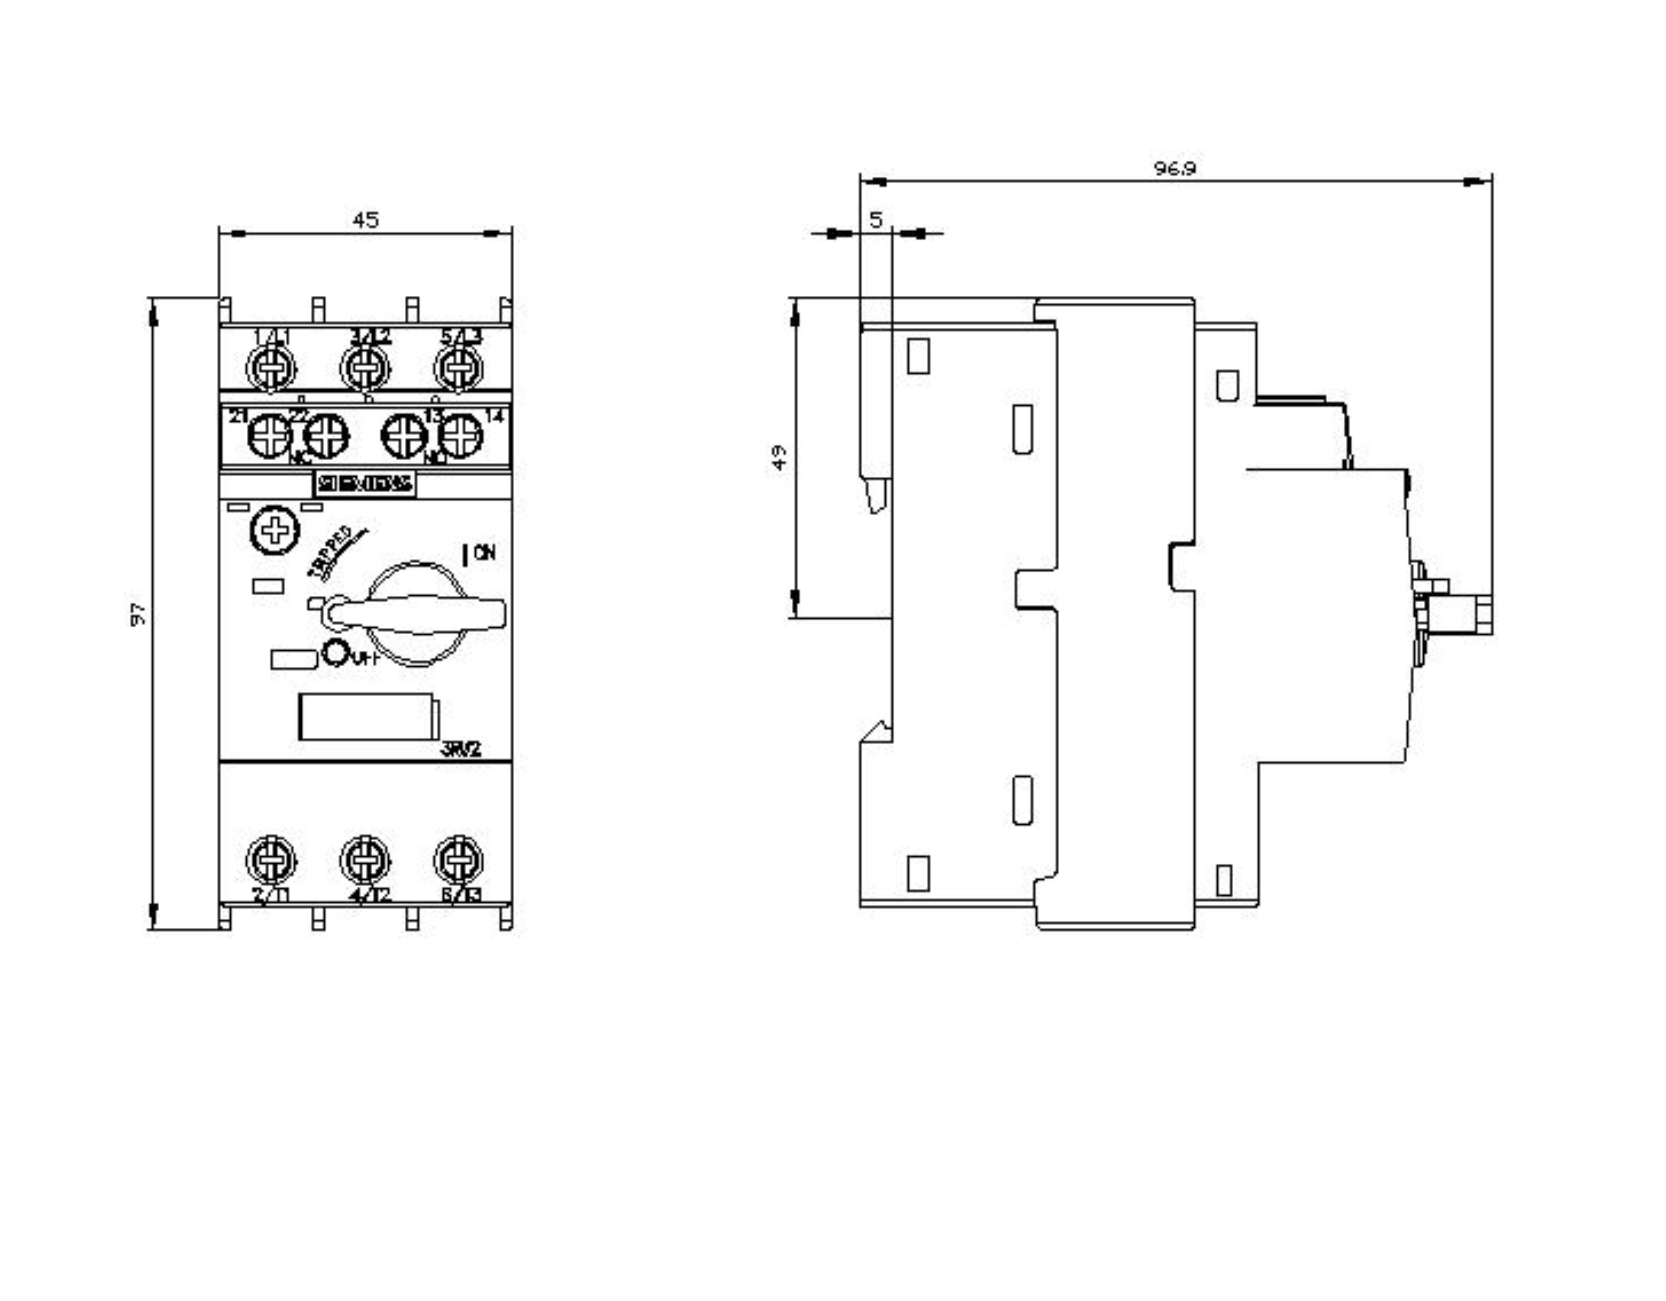 96.9
45
5
1/L1 3/L2 5/L3
21 22 13 14
NC NO
49
SIEMENS
TRIPPED
I ON
97
OFF
3RV2
2/T1 4/T2 6/T3